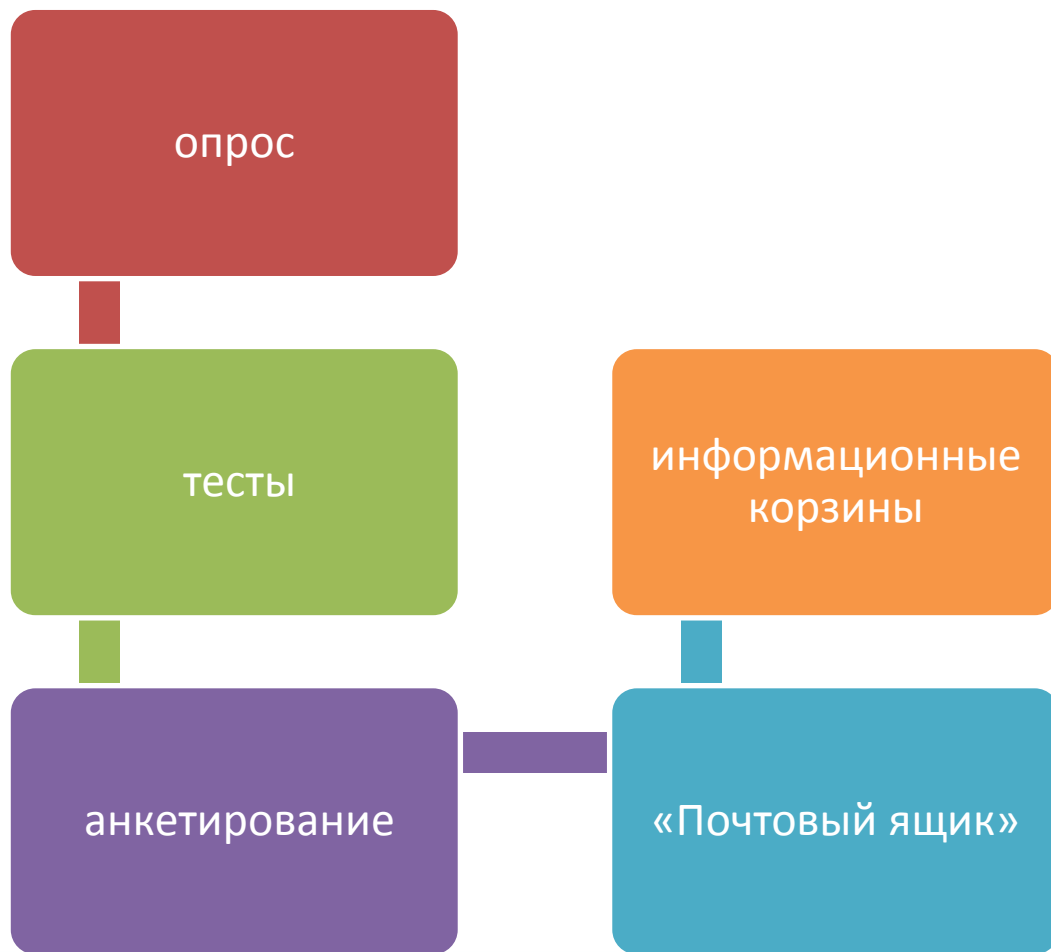 опрос
тесты
анкетирование
«Почтовый ящик»
информационные
корзины